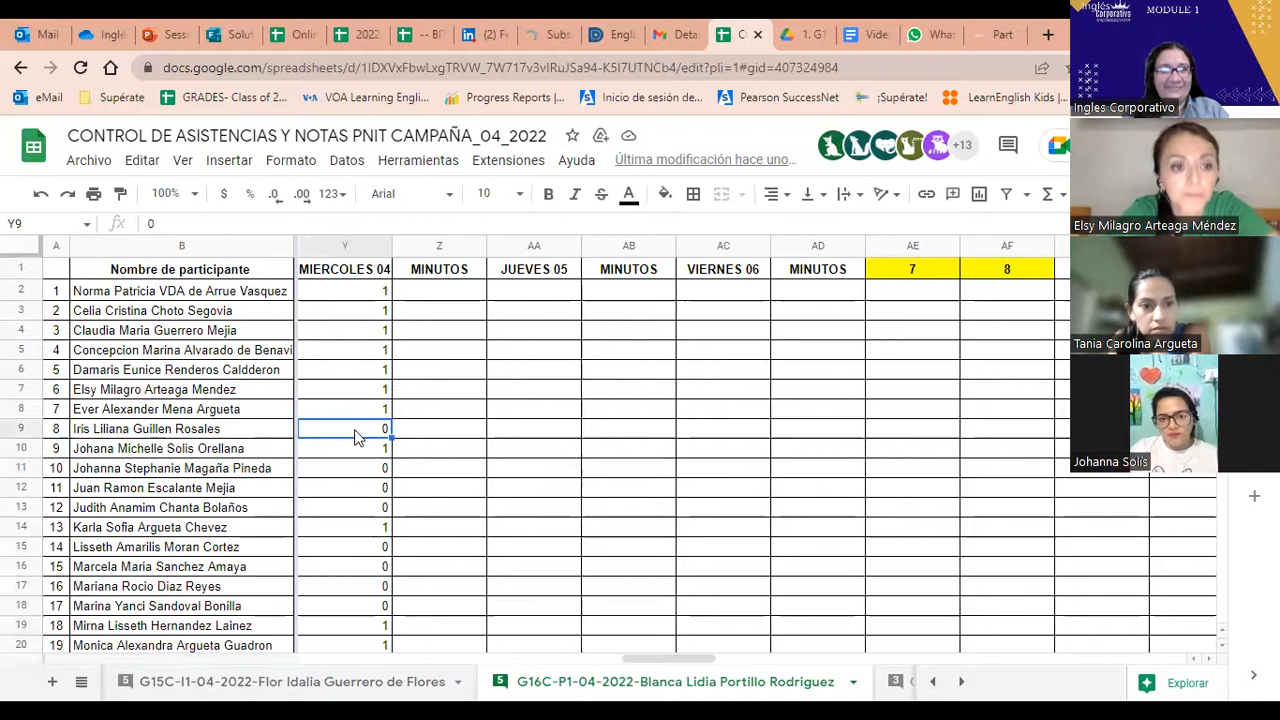 Mail Inglé Sessi Solut Onlin 2022 -- BI (2) Fe Subs Engli Deta 1. G1 Vide What Part
docs.google.com/spreadsheets/d/1IDXVxFbwLxgTRVW_7W717v3vIRuJSa94-K5I7UTNCb4/edit?pli=1#gid=407324984
eMail Supérate GRADES- Class of 2... VOA Learning Engli... Progress Reports |... Inicio de Sesión de... Pearson SuccessNet ¡Supérate! LearnEnglish Kids |...
CONTROL DE ASISTENCIAS Y NOTAS PNIT CAMPAÑA_04_2022 +13
Archivo Editar Ver Insertar Formato Datos Herramientas Extensiones Ayuda Última modificación hace uno...
100% $ % .0 .00 123 Arial 10 B I S A
Y9 fx 0
A B Y Z AA AB AC AD AE AF
1 Nombre de participante MIERCOLES 04 MINUTOS JUEVES 05 MINUTOS VIERNES 06 MINUTOS 7 8
2 1 Norma Patricia VDA de Arrue Vasquez 1
3 2 Celia Cristina Choto Segovia 1
4 3 Claudia Maria Guerrero Mejia 1
5 4 Concepcion Marina Alvarado de Benavi 1
6 5 Damaris Eunice Renderos Caldderon 1
7 6 Elsy Milagro Arteaga Mendez 1
8 7 Ever Alexander Mena Argueta 1
9 8 Iris Liliana Guillen Rosales 0
10 9 Johana Michelle Solis Orellana 1
11 10 Johanna Stephanie Magaña Pineda 0
12 11 Juan Ramon Escalante Mejia 0
13 12 Judith Anamim Chanta Bolaños 0
14 13 Karla Sofia Argueta Chevez 1
15 14 Lisseth Amarilis Moran Cortez 0
16 15 Marcela Maria Sanchez Amaya 0
17 16 Mariana Rocio Diaz Reyes 0
18 17 Marina Yanci Sandoval Bonilla 0
19 18 Mirna Lisseth Hernandez Lainez 1
20 19 Monica Alexandra Argueta Guadron 1
5 G15C-I1-04-2022-Flor Idalia Guerrero de Flores 5 G16C-P1-04-2022-Blanca Lidia Portillo Rodriguez 3 Explorar
Inglés Corporativo MODULE 1
Ingles Corporativo
Elsy Milagro Arteaga Méndez
Tania Carolina Argueta
Johanna Solís